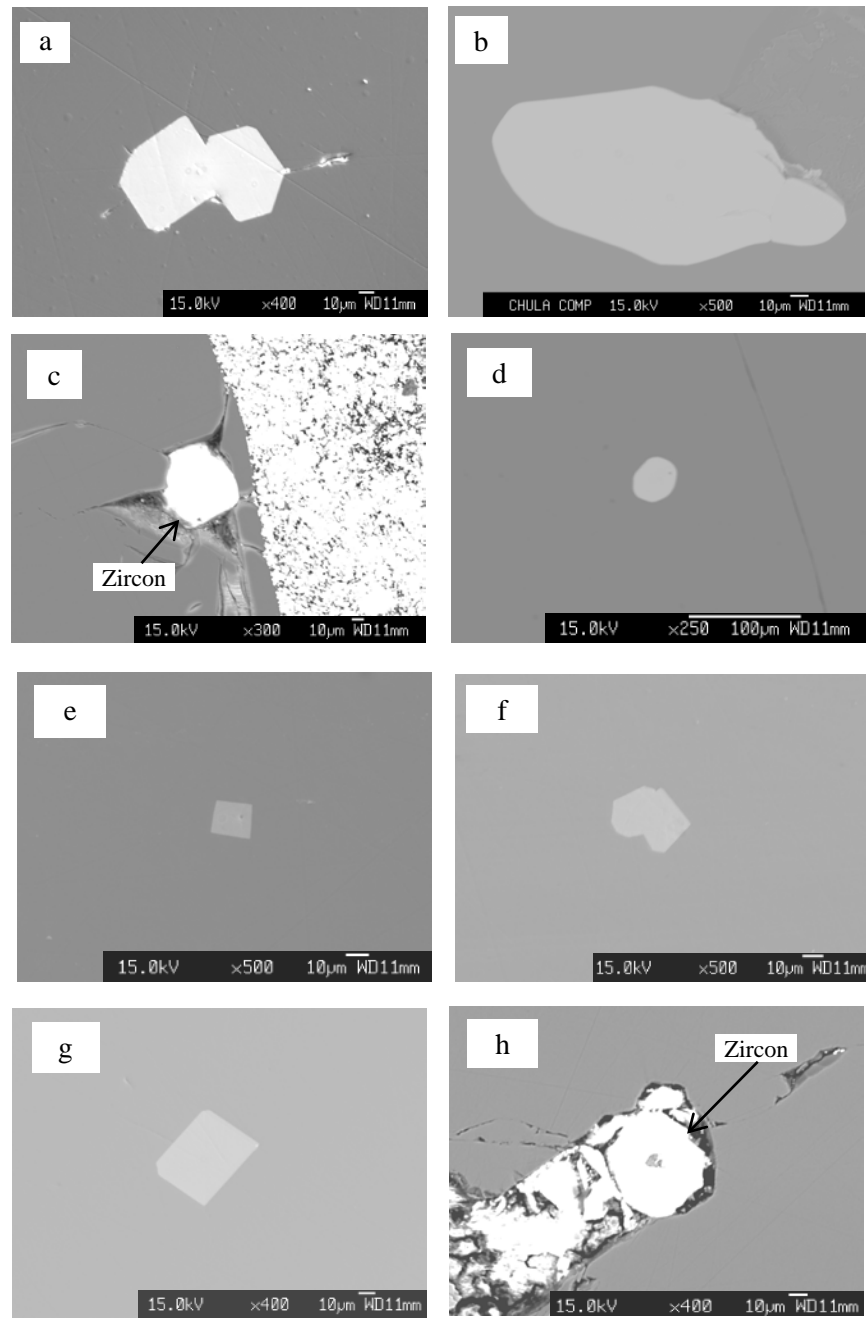 a
15.0kV ×400 10µm WD11mm
b
CHULA COMP 15.0kV ×500 10µm WD11mm
c
Zircon
15.0kV ×300 10µm WD11mm
d
15.0kV ×250 100µm WD11mm
e
15.0kV ×500 10µm WD11mm
f
15.0kV ×500 10µm WD11mm
g
15.0kV ×400 10µm WD11mm
h
Zircon
15.0kV ×400 10µm WD11mm